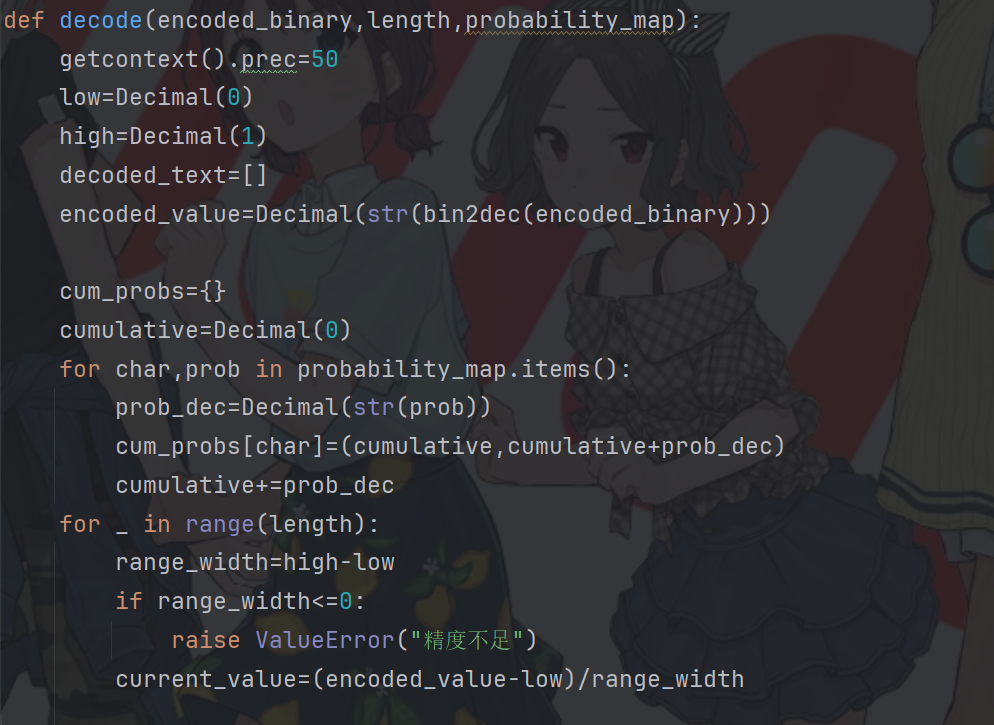 def decode(encoded_binary,length,probability_map):
    getcontext().prec=50
    low=Decimal(0)
    high=Decimal(1)
    decoded_text=[]
    encoded_value=Decimal(str(bin2dec(encoded_binary)))

    cum_probs={}
    cumulative=Decimal(0)
    for char,prob in probability_map.items():
        prob_dec=Decimal(str(prob))
        cum_probs[char]=(cumulative,cumulative+prob_dec)
        cumulative+=prob_dec
    for _ in range(length):
        range_width=high-low
        if range_width<=0:
            raise ValueError("精度不足")
        current_value=(encoded_value-low)/range_width